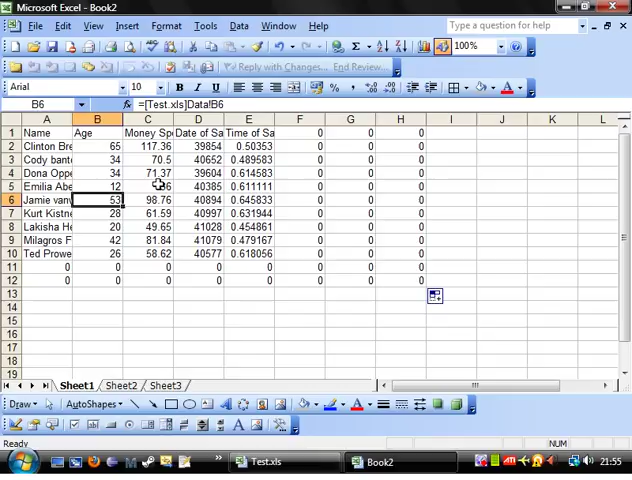 Microsoft Excel - Book2
File Edit View Insert Format Tools Data Window Help Type a question for help
100%
Reply with Changes... End Review...
Arial 10 B I U
B6 fx =[Test.xls]Data!B6
A B C D E F G H I J K L
1 Name Age Money Spe Date of Sa Time of Sa 0 0 0
2 Clinton Bre 65 117.36 39854 0.50353 0 0 0
3 Cody bant 34 70.5 40652 0.489583 0 0 0
4 Dona Oppe 34 71.37 39604 0.614583 0 0 0
5 Emilia Abe 12 36 40385 0.611111 0 0 0
6 Jamie vanv 53 98.76 40894 0.645833 0 0 0
7 Kurt Kistne 28 61.59 40997 0.631944 0 0 0
8 Lakisha He 20 49.65 41028 0.454861 0 0 0
9 Milagros F 42 81.84 41079 0.479167 0 0 0
10 Ted Prowe 26 58.62 40577 0.618056 0 0 0
11 0 0 0 0 0 0 0 0
12 0 0 0 0 0 0 0 0
13
14
15
16
17
18
19
Sheet1 Sheet2 Sheet3
Draw AutoShapes
Ready NUM
Test.xls Book2 ATI 21:55